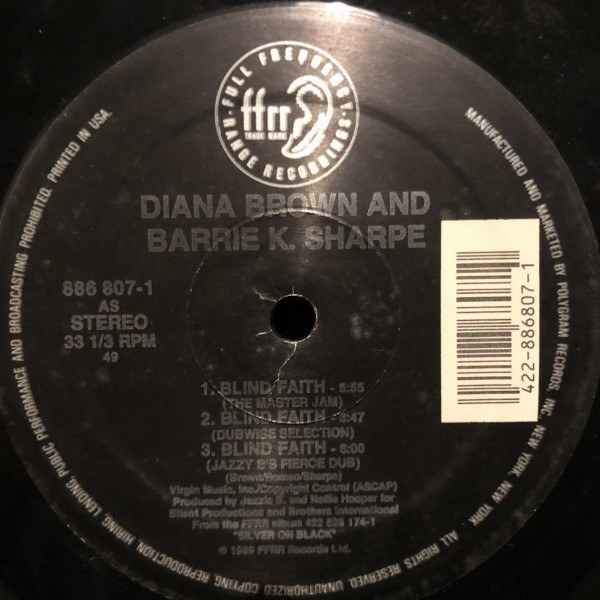 · FULL FREQUENCY ·
ffrr
TRADE MARK
RANGE RECORDINGS
DIANA BROWN AND
BARRIE K. SHARPE
886 807-1
AS
STEREO
33 1/3 RPM
49
422-886807-1
1. BLIND FAITH - 5:55
(THE MASTER JAM)
2. BLIND FAITH - 3:47
(DUBWISE SELECTION)
3. BLIND FAITH - 6:00
(JAZZY B'S FIERCE DUB)
(Brown/Romeo/Sharpe)
Virgin Music, Inc/Copyright Control (ASCAP)
Produced by Jazzie B. and Nellie Hooper for
Silent Productions and Brothers International
From the FFRR album 422 828 174-1
"SILVER ON BLACK"
© 1989 FFRR Records Ltd.
MANUFACTURED AND MARKETED BY POLYGRAM RECORDS, INC. NEW YORK, NEW YORK. ALL RIGHTS RESERVED. UNAUTHORIZED COPYING, REPRODUCTION, HIRING, LENDING, PUBLIC PERFORMANCE AND BROADCASTING PROHIBITED. PRINTED IN USA.